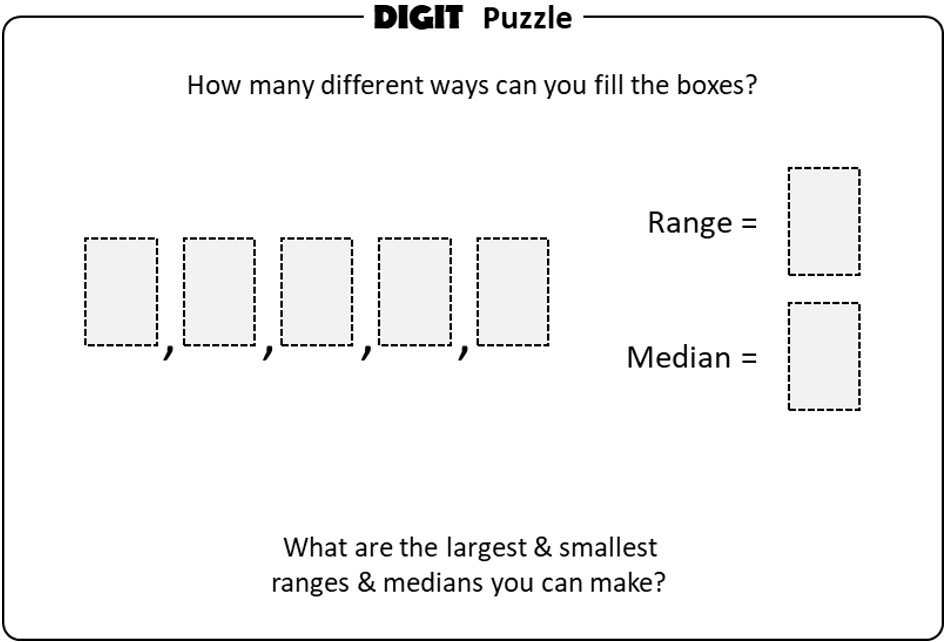 DIGIT Puzzle
How many different ways can you fill the boxes?
Range =
, , , ,
Median =
What are the largest & smallest
ranges & medians you can make?